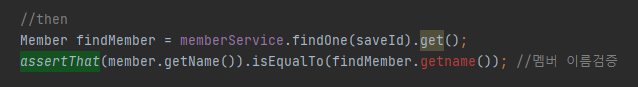 //then
Member findMember = memberService.findOne(saveId).get();
assertThat(member.getName()).isEqualTo(findMember.getname()); //멤버 이름검증